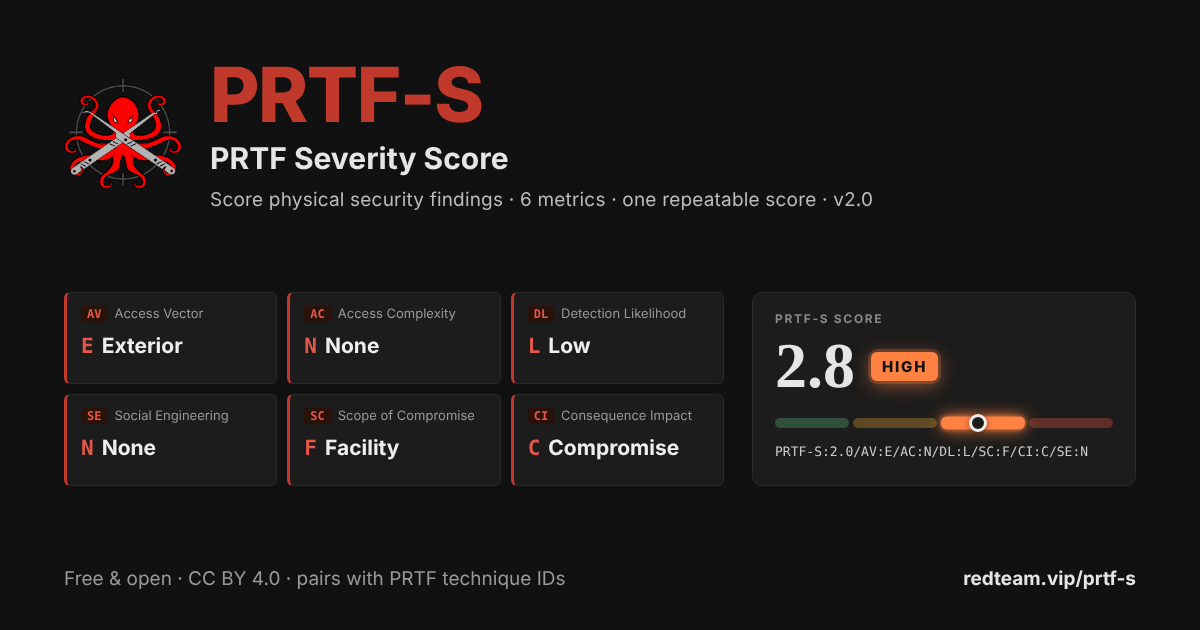 PRTF-S
PRTF Severity Score
Score physical security findings · 6 metrics · one repeatable score · v2.0
AV Access Vector
E Exterior
AC Access Complexity
N None
DL Detection Likelihood
L Low
SE Social Engineering
N None
SC Scope of Compromise
F Facility
CI Consequence Impact
C Compromise
PRTF-S SCORE
2.8 HIGH
PRTF-S:2.0/AV:E/AC:N/DL:L/SC:F/CI:C/SE:N
Free & open · CC BY 4.0 · pairs with PRTF technique IDs
redteam.vip/prtf-s